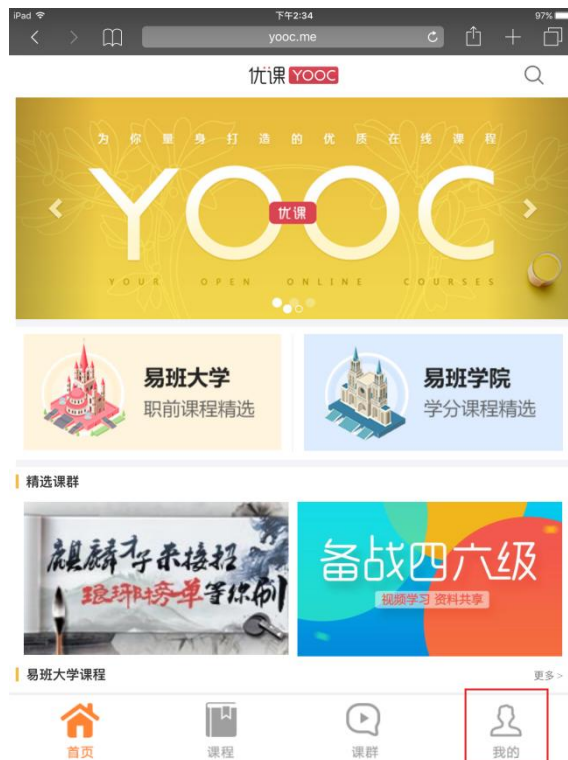 iPad
下午2:34
97%
yooc.me
优课 YOOC
为你量身打造的优质在线课程
YOOC
优课
YOUR OPEN ONLINE COURSES
易班大学
职前课程精选
易班学院
学分课程精选
精选课群
麒麟才子来接招
琅琊榜单等你刷
备战四六级
视频学习 资料共享
易班大学课程
更多 >
首页
课程
课群
我的